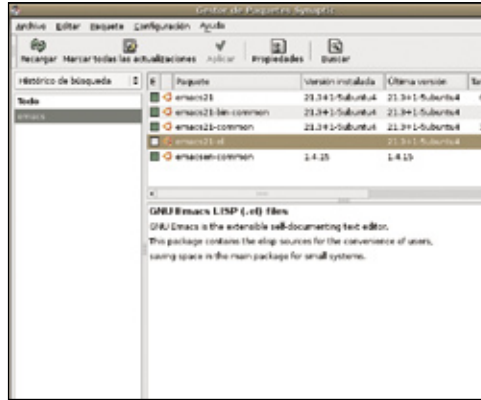 Gestor de Paquetes Synaptic
Archivo Editar Paquete Configuración Ayuda
Recargar Marcar todas las actualizaciones Aplicar Propiedades Buscar
Histórico de búsqueda E Paquete Versión instalada Última versión
Todo
emacs
emacs21 21.3+1-5ubuntu4 21.3+1-5ubuntu4
emacs21-bin-common 21.3+1-5ubuntu4 21.3+1-5ubuntu4
emacs21-common 21.3+1-5ubuntu4 21.3+1-5ubuntu4
emacs21-el 21.3+1-5ubuntu4
emacsen-common 1.4.15 1.4.15
GNU Emacs LISP (.el) files
GNU Emacs is the extensible self-documenting text editor.
This package contains the elisp sources for the convenience of users,
saving space in the main package for small systems.